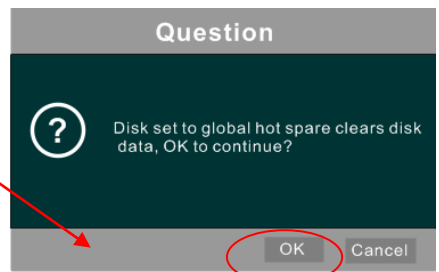 Question
?
Disk set to global hot spare clears disk
data, OK to continue?
OK Cancel